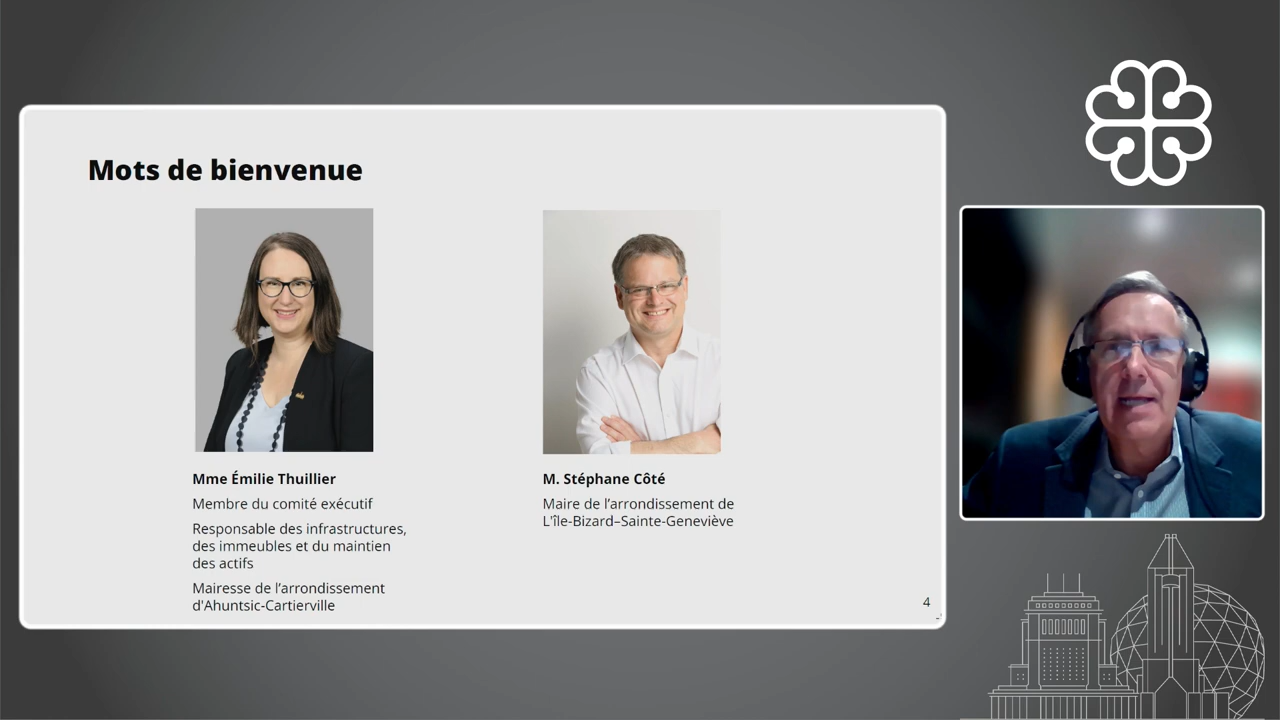 Mots de bienvenue
Mme Émilie Thuillier
Membre du comité exécutif
Responsable des infrastructures,
des immeubles et du maintien
des actifs
Mairesse de l'arrondissement
d'Ahuntsic-Cartierville
M. Stéphane Côté
Maire de l'arrondissement de
L'île-Bizard–Sainte-Geneviève
4